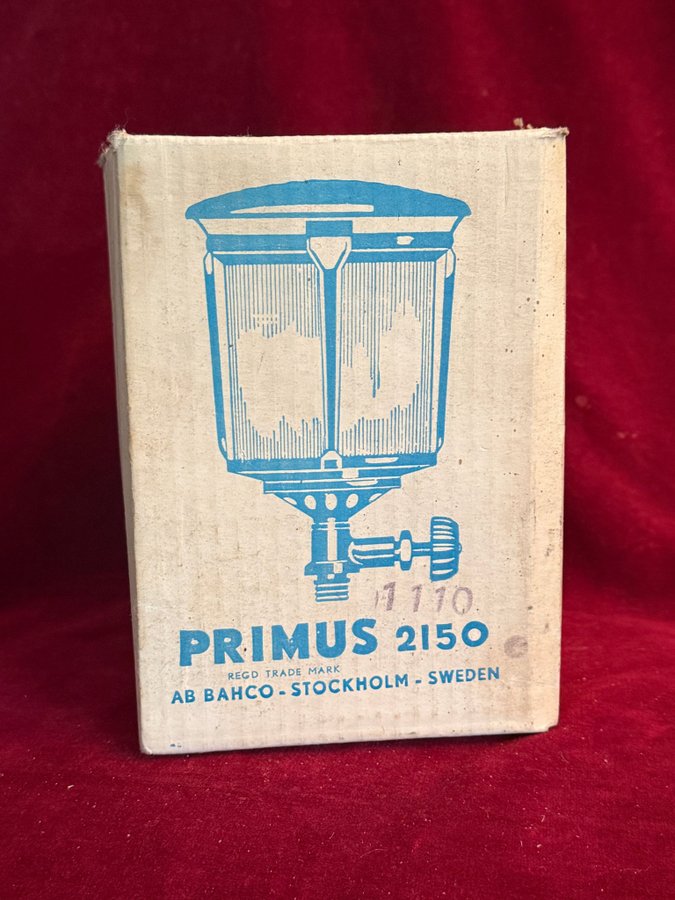 1110
PRIMUS 2150
REGD TRADE MARK
AB BAHCO - STOCKHOLM - SWEDEN